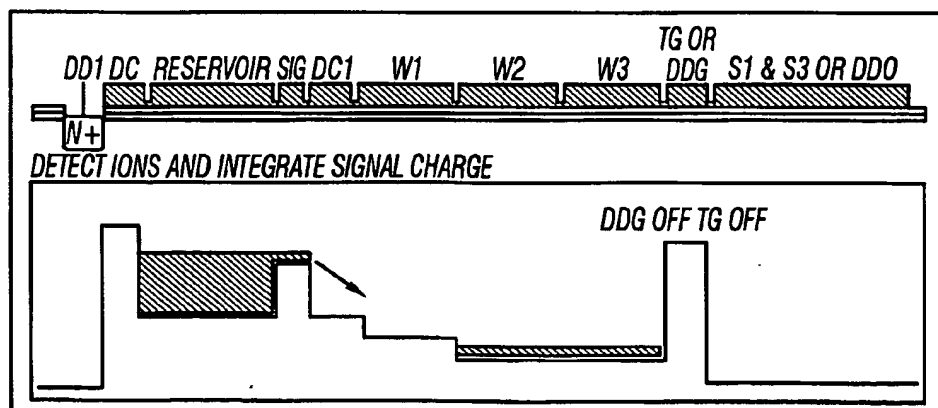 TG OR
DD1 DC RESERVOIR SIG DC1 W1 W2 W3 DDG S1 & S3 OR DDO
N+
DETECT IONS AND INTEGRATE SIGNAL CHARGE
DDG OFF TG OFF